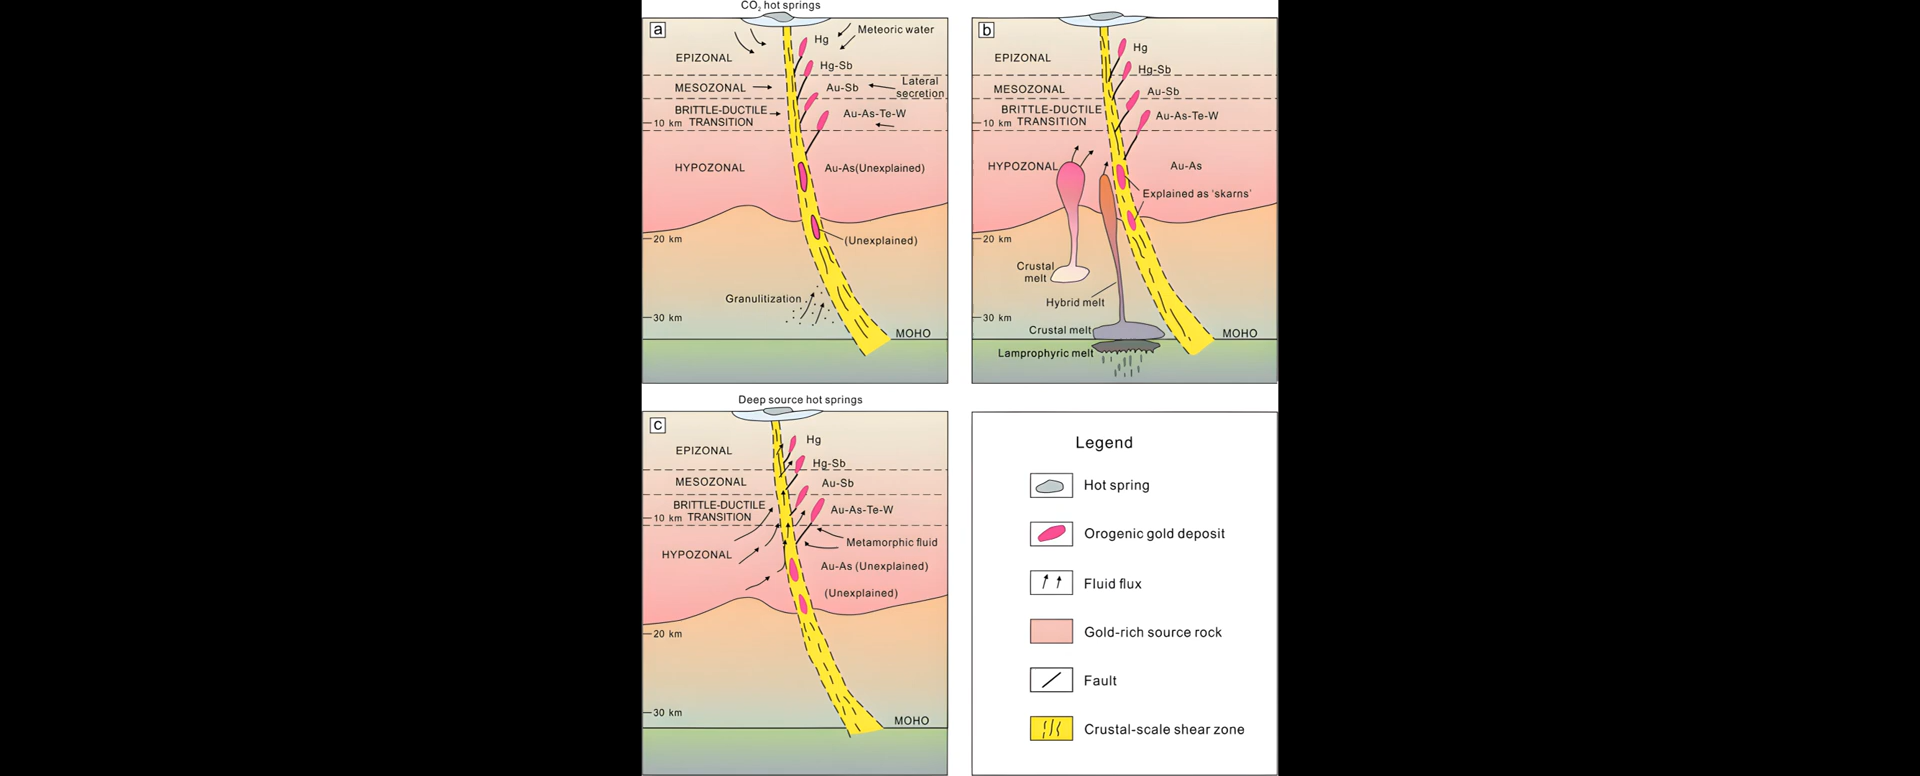 CO₂ hot springs
a
Meteoric water
Hg
EPIZONAL
Hg-Sb
MESOZONAL
Au-Sb
Lateral
secretion
BRITTLE-DUCTILE
TRANSITION
10 km
Au-As-Te-W
HYPOZONAL
Au-As(Unexplained)
20 km
(Unexplained)
Granulitization
30 km
MOHO
b
Hg
EPIZONAL
Hg-Sb
MESOZONAL
Au-Sb
BRITTLE-DUCTILE
TRANSITION
10 km
Au-As-Te-W
HYPOZONAL
Au-As
Explained as ‘skarns’
20 km
Crustal
melt
Hybrid melt
30 km
Crustal melt
MOHO
Lamprophyric melt
Deep source hot springs
c
Hg
EPIZONAL
Hg-Sb
MESOZONAL
Au-Sb
BRITTLE-DUCTILE
TRANSITION
10 km
Au-As-Te-W
Metamorphic fluid
HYPOZONAL
Au-As (Unexplained)
(Unexplained)
20 km
30 km
MOHO
Legend
Hot spring
Orogenic gold deposit
Fluid flux
Gold-rich source rock
Fault
Crustal-scale shear zone